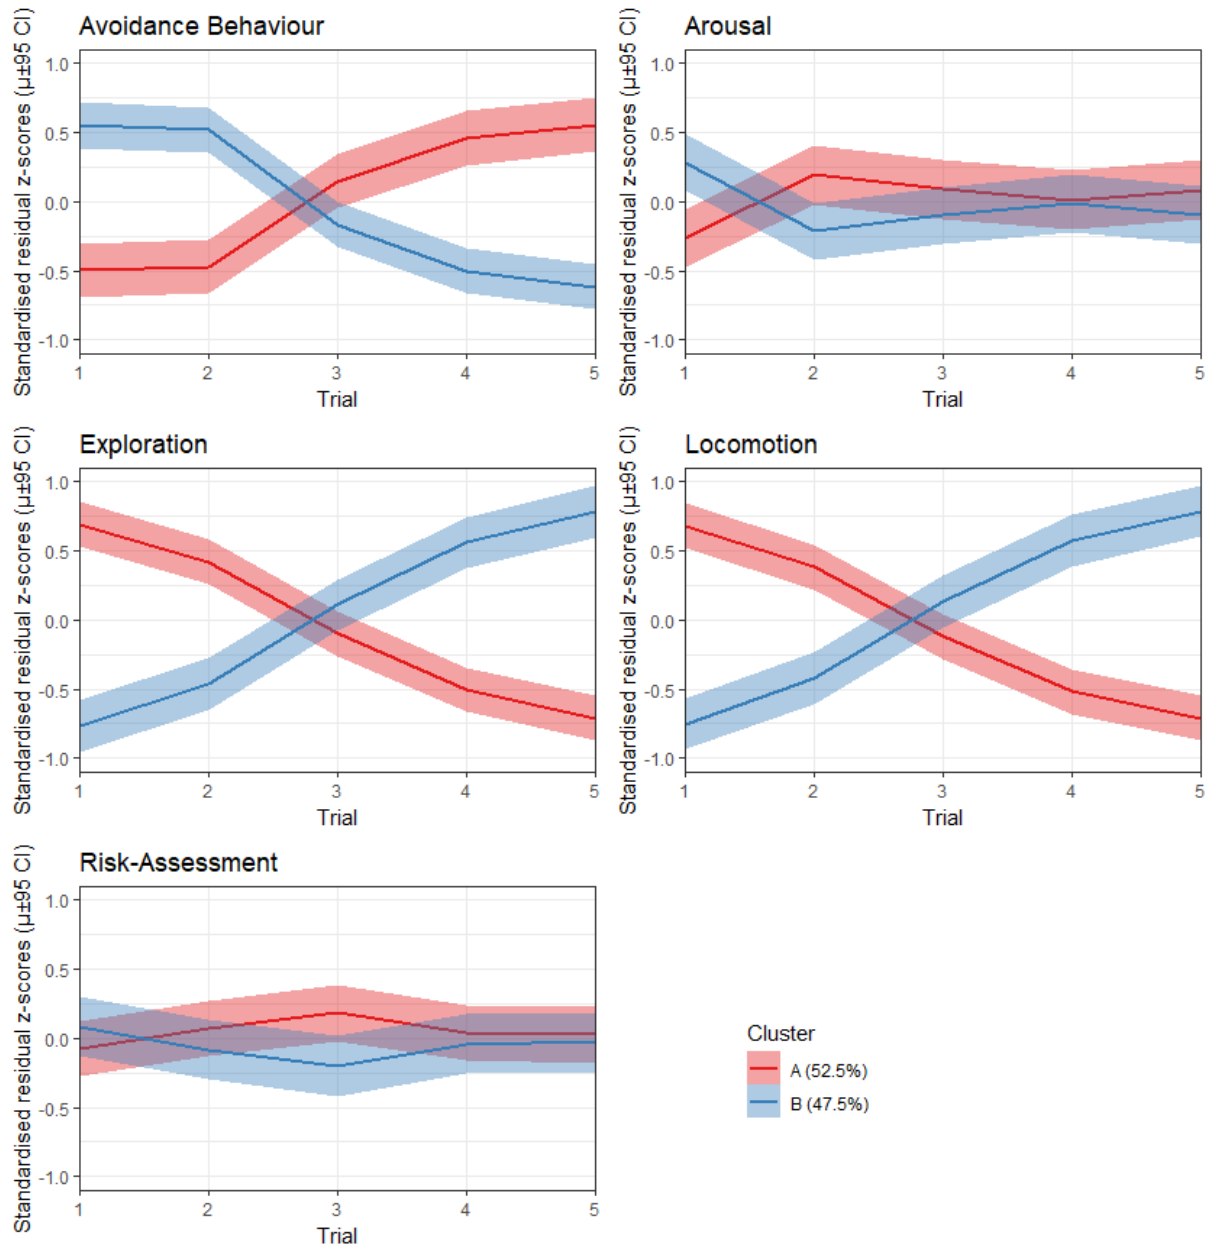 Avoidance Behaviour
Standardised residual z-scores (µ±95 CI)
1.0
0.5
0.0
-0.5
-1.0
1 2 3 4 5
Trial
Arousal
Standardised residual z-scores (µ±95 CI)
1.0
0.5
0.0
-0.5
-1.0
1 2 3 4 5
Trial
Exploration
Standardised residual z-scores (µ±95 CI)
1.0
0.5
0.0
-0.5
-1.0
1 2 3 4 5
Trial
Locomotion
Standardised residual z-scores (µ±95 CI)
1.0
0.5
0.0
-0.5
-1.0
1 2 3 4 5
Trial
Risk-Assessment
Standardised residual z-scores (µ±95 CI)
1.0
0.5
0.0
-0.5
-1.0
1 2 3 4 5
Trial
Cluster
A (52.5%)
B (47.5%)